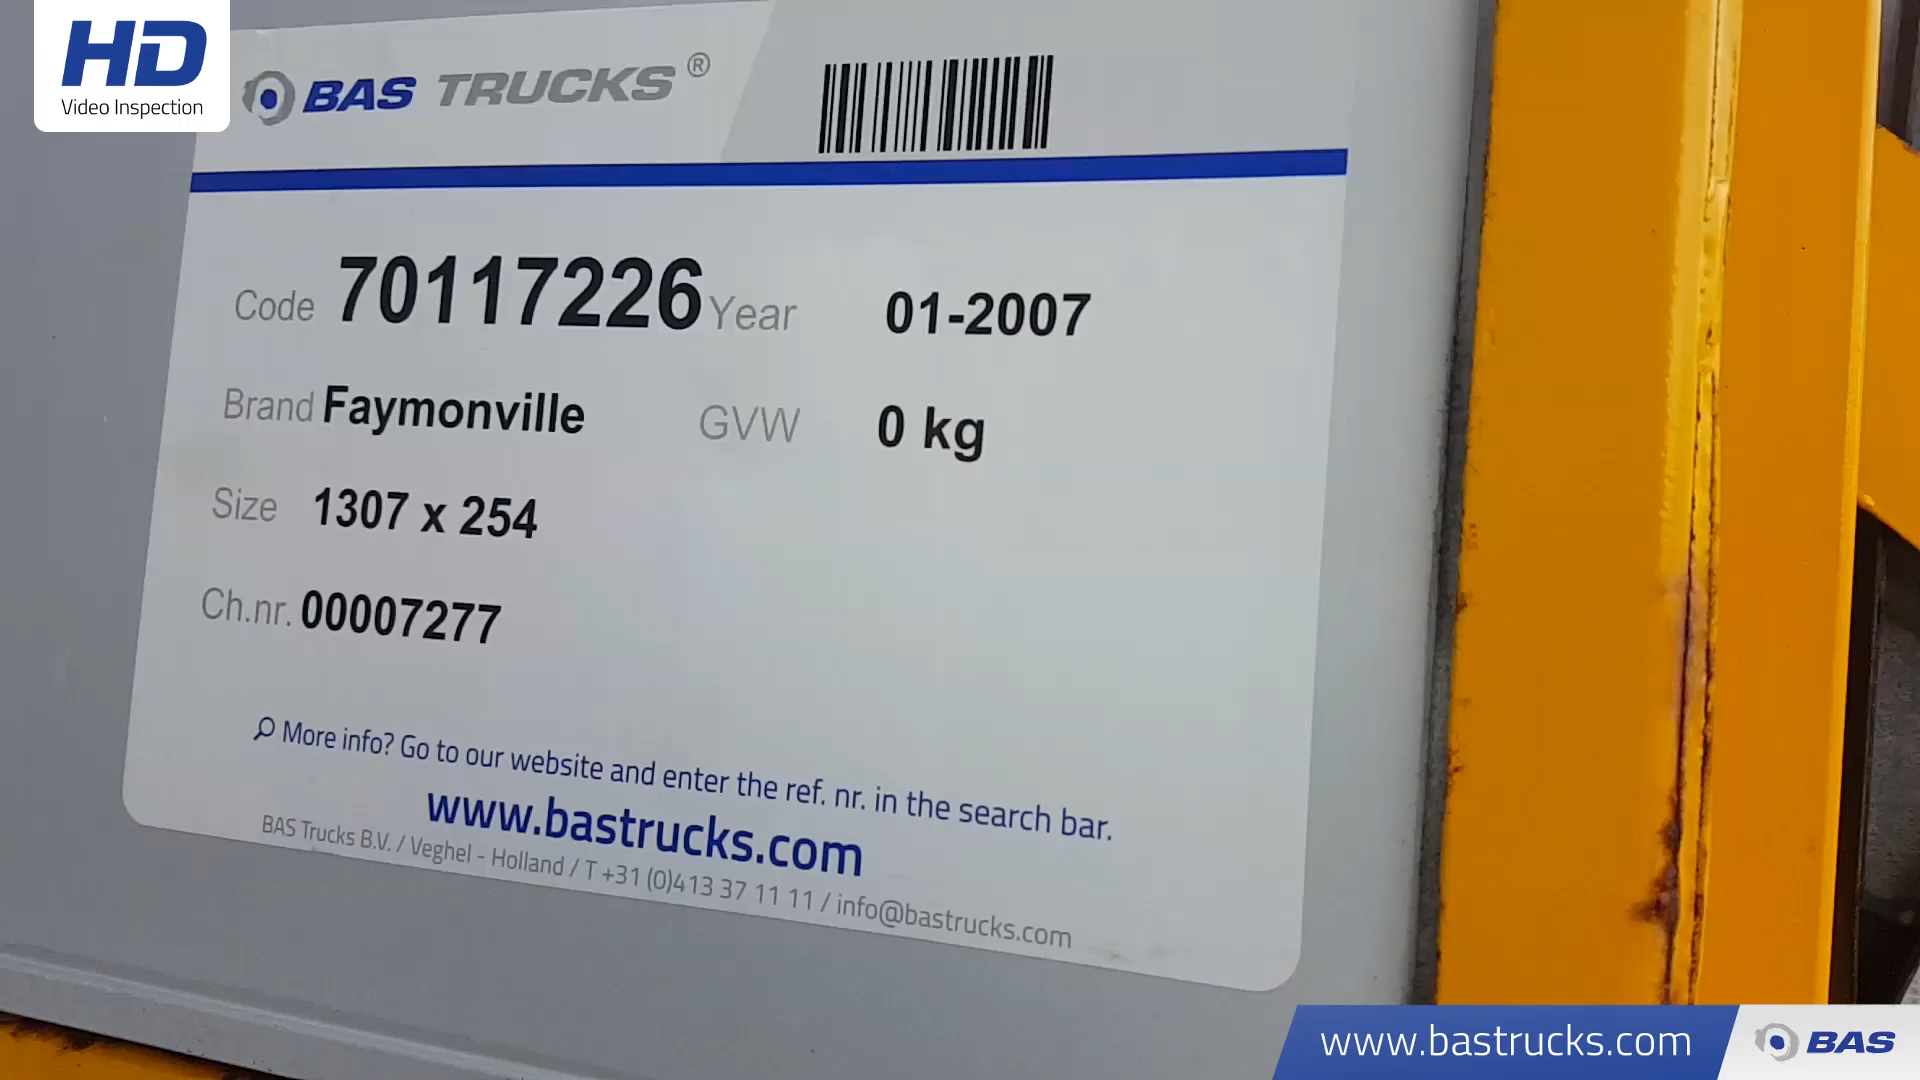 HD
Video Inspection
BAS TRUCKS®
Code 70117226 Year 01-2007
Brand Faymonville GVW 0 kg
Size 1307 x 254
Ch.nr. 00007277
More info? Go to our website and enter the ref. nr. in the search bar.
www.bastrucks.com
BAS Trucks B.V. / Veghel - Holland / T +31 (0)413 37 11 11 / info@bastrucks.com
www.bastrucks.com BAS